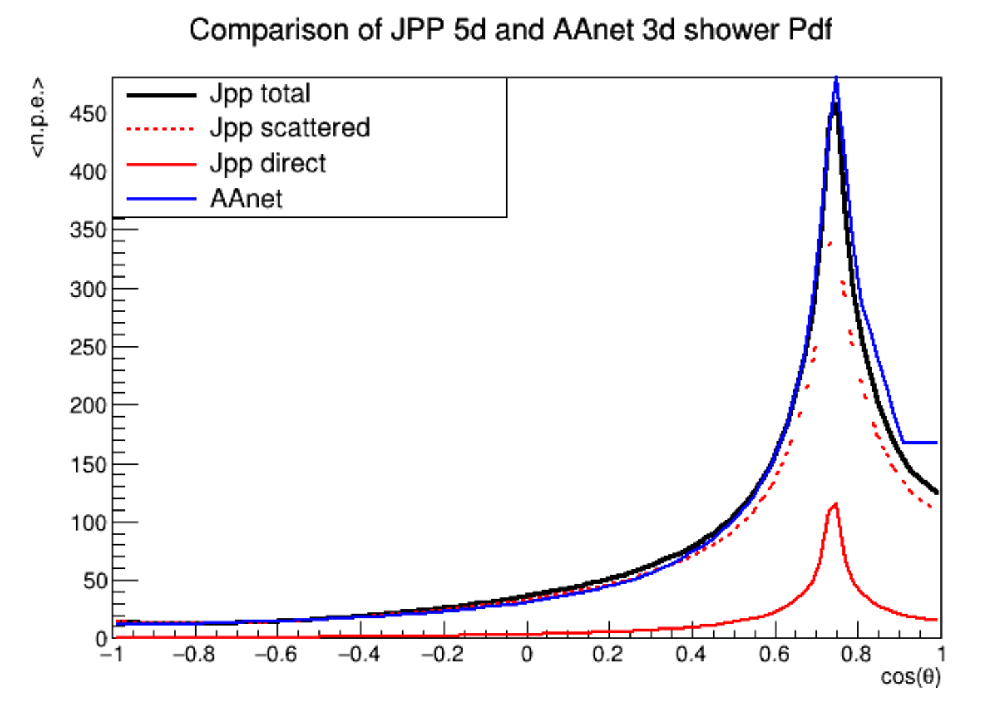 Comparison of JPP 5d and AAnet 3d shower Pdf
<n.p.e.>
Jpp total
Jpp scattered
Jpp direct
AAnet
450
400
350
300
250
200
150
100
50
0
−1 −0.8 −0.6 −0.4 −0.2 0 0.2 0.4 0.6 0.8 1
cos(θ)